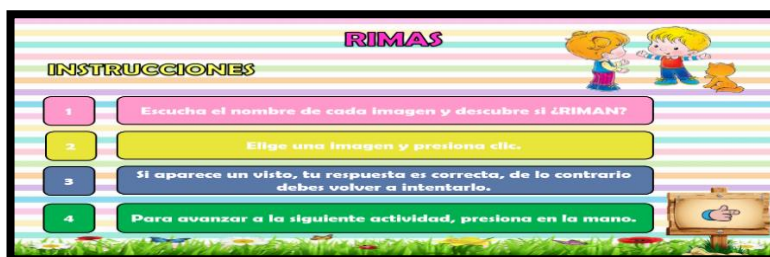 RIMAS
INSTRUCCIONES
1
Escucha el nombre de cada imagen y descubre si ¿RIMAN?
2
Elige una imagen y presiona clic.
3
Si aparece un visto, tu respuesta es correcta, de lo contrario
debes volver a intentarlo.
4
Para avanzar a la siguiente actividad, presiona en la mano.